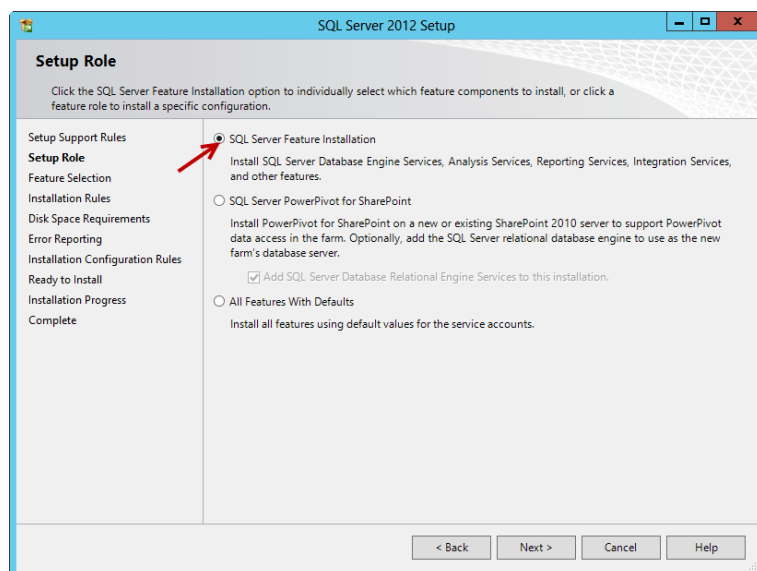 SQL Server 2012 Setup
Setup Role
Click the SQL Server Feature Installation option to individually select which feature components to install, or click a
feature role to install a specific configuration.
Setup Support Rules
Setup Role
Feature Selection
Installation Rules
Disk Space Requirements
Error Reporting
Installation Configuration Rules
Ready to Install
Installation Progress
Complete
SQL Server Feature Installation
Install SQL Server Database Engine Services, Analysis Services, Reporting Services, Integration Services,
and other features.
SQL Server PowerPivot for SharePoint
Install PowerPivot for SharePoint on a new or existing SharePoint 2010 server to support PowerPivot
data access in the farm. Optionally, add the SQL Server relational database engine to use as the new
farm's database server.
Add SQL Server Database Relational Engine Services to this installation.
All Features With Defaults
Install all features using default values for the service accounts.
< Back
Next >
Cancel
Help